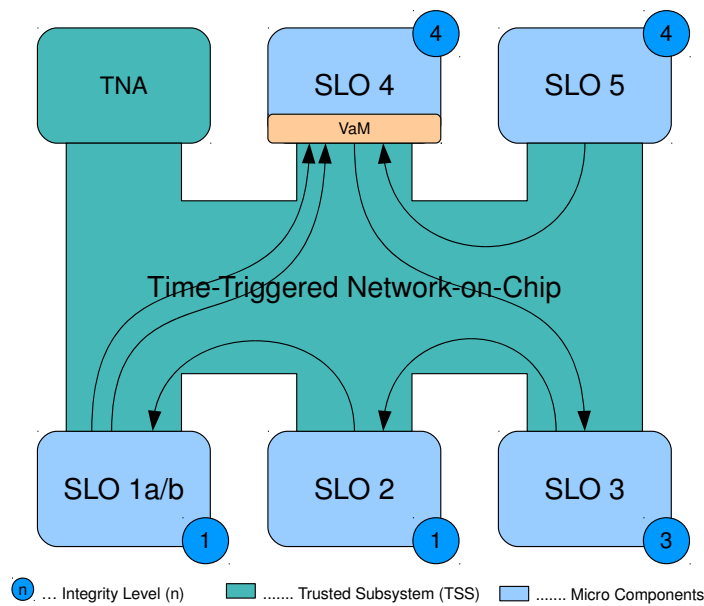 4
4
TNA
SLO 4
SLO 5
VaM
Time-Triggered Network-on-Chip
SLO 1a/b
SLO 2
SLO 3
1
1
3
n ... Integrity Level (n)
....... Trusted Subsystem (TSS)
....... Micro Components